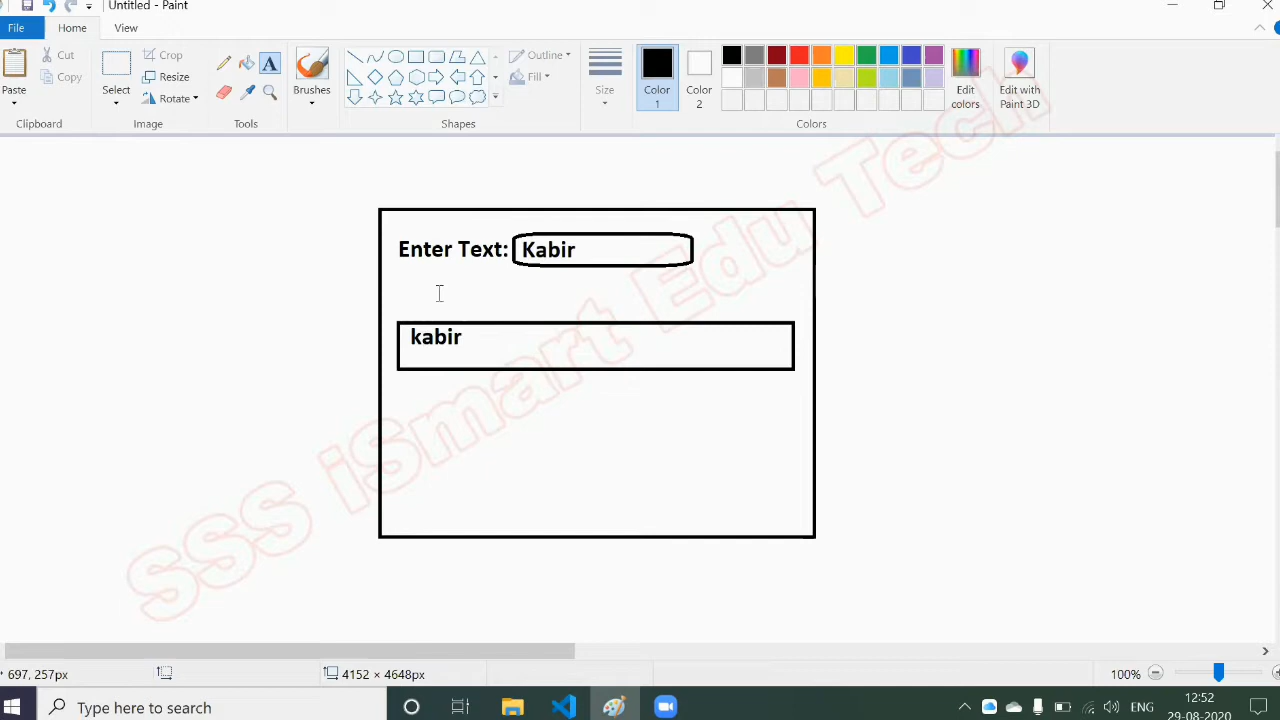 Untitled - Paint
File Home View
Cut
Copy
Paste
Clipboard
Select
Crop
Resize
Rotate
Image
Tools
Brushes
Outline
Fill
Shapes
Size
Color 1
Color 2
Edit colors
Edit with Paint 3D
Colors
Enter Text: Kabir
kabir
SSS iSmart Edu Tech
697, 257px
4152 × 4648px
100%
Type here to search
ENG
12:52
29-08-2020